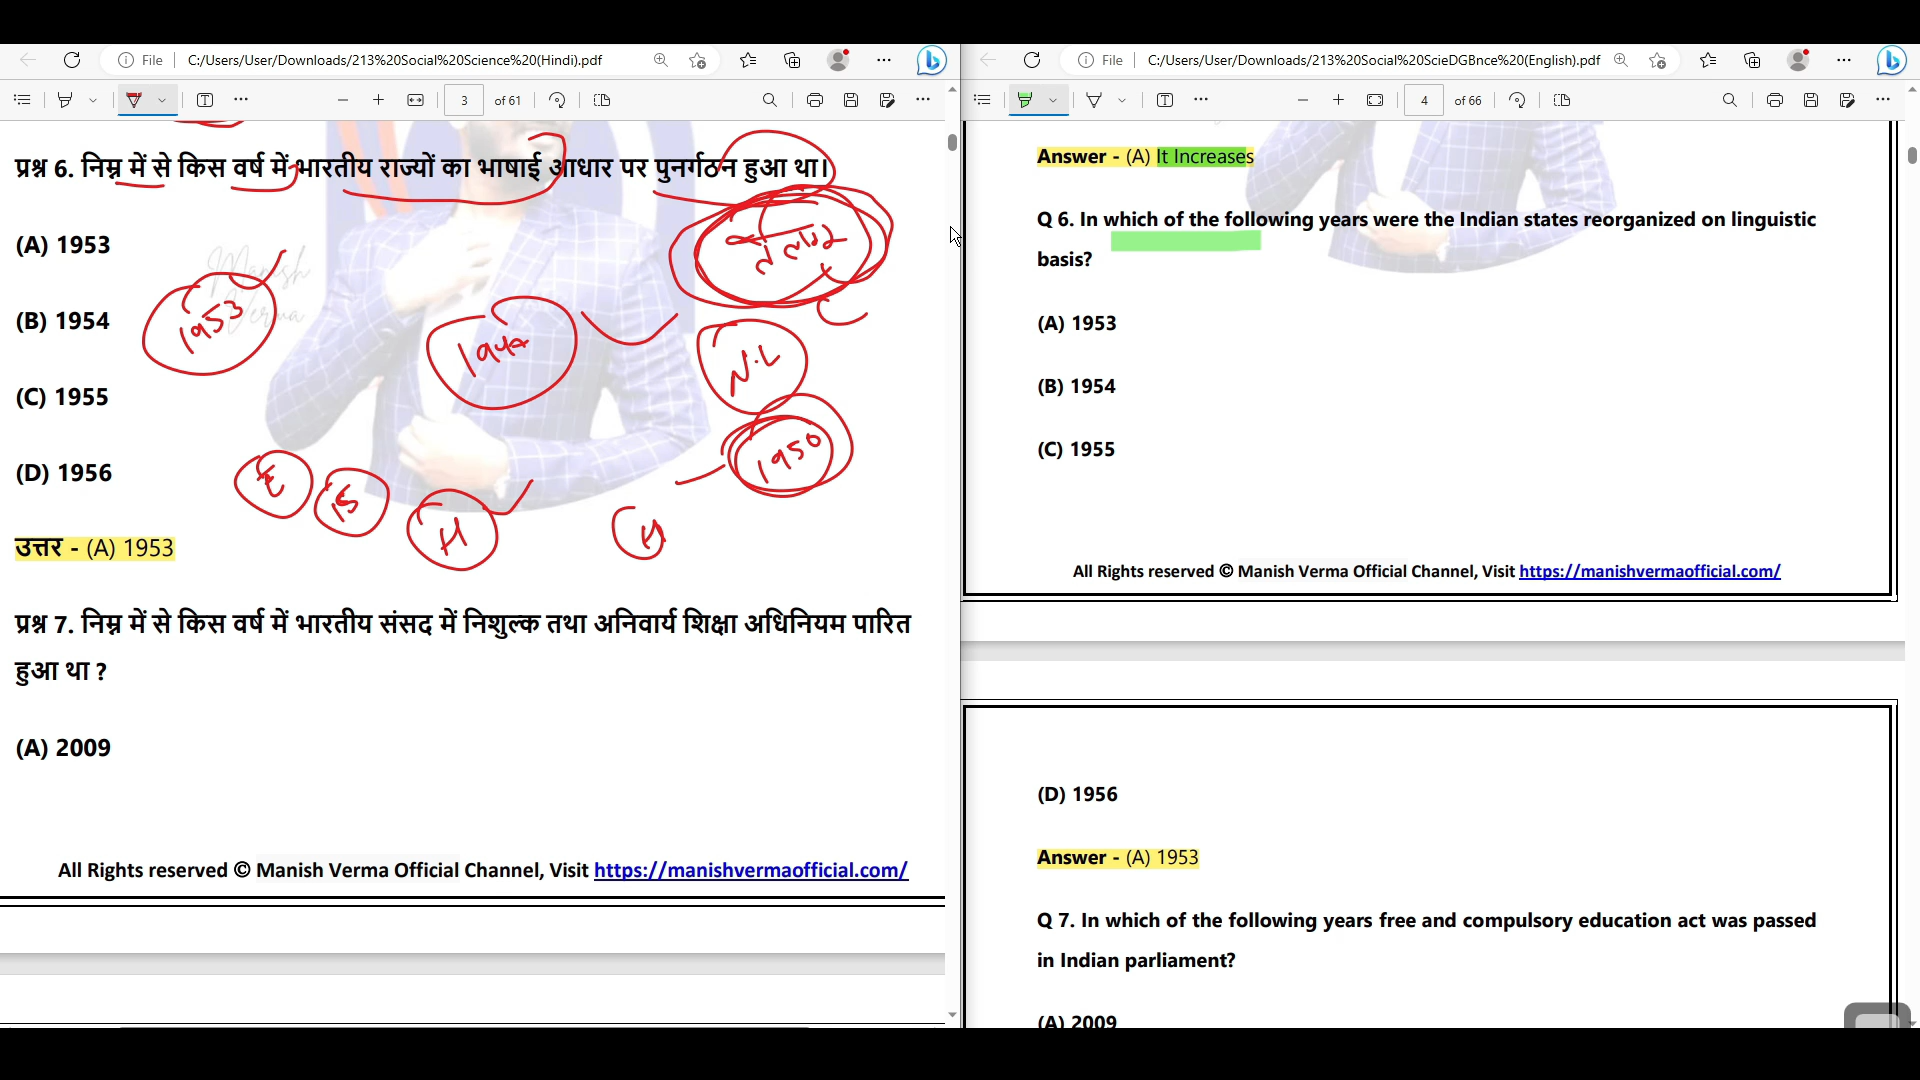 File C:/Users/User/Downloads/213%20Social%20Science%20(Hindi).pdf
3 of 61
प्रश्न 6. निम्न में से किस वर्ष में भारतीय राज्यों का भाषाई आधार पर पुनर्गठन हुआ था।
(A) 1953
(B) 1954
(C) 1955
(D) 1956
उत्तर - (A) 1953
Manish
Verma
1953
N.L
1950
E
15
H
H
प्रश्न 7. निम्न में से किस वर्ष में भारतीय संसद में निशुल्क तथा अनिवार्य शिक्षा अधिनियम पारित
हुआ था ?
(A) 2009
All Rights reserved © Manish Verma Official Channel, Visit https://manishvermaofficial.com/
File C:/Users/User/Downloads/213%20Social%20ScieDGBnce%20(English).pdf
4 of 66
Answer - (A) It Increases
Q 6. In which of the following years were the Indian states reorganized on linguistic
basis?
(A) 1953
(B) 1954
(C) 1955
All Rights reserved © Manish Verma Official Channel, Visit https://manishvermaofficial.com/
(D) 1956
Answer - (A) 1953
Q 7. In which of the following years free and compulsory education act was passed
in Indian parliament?
(A) 2009